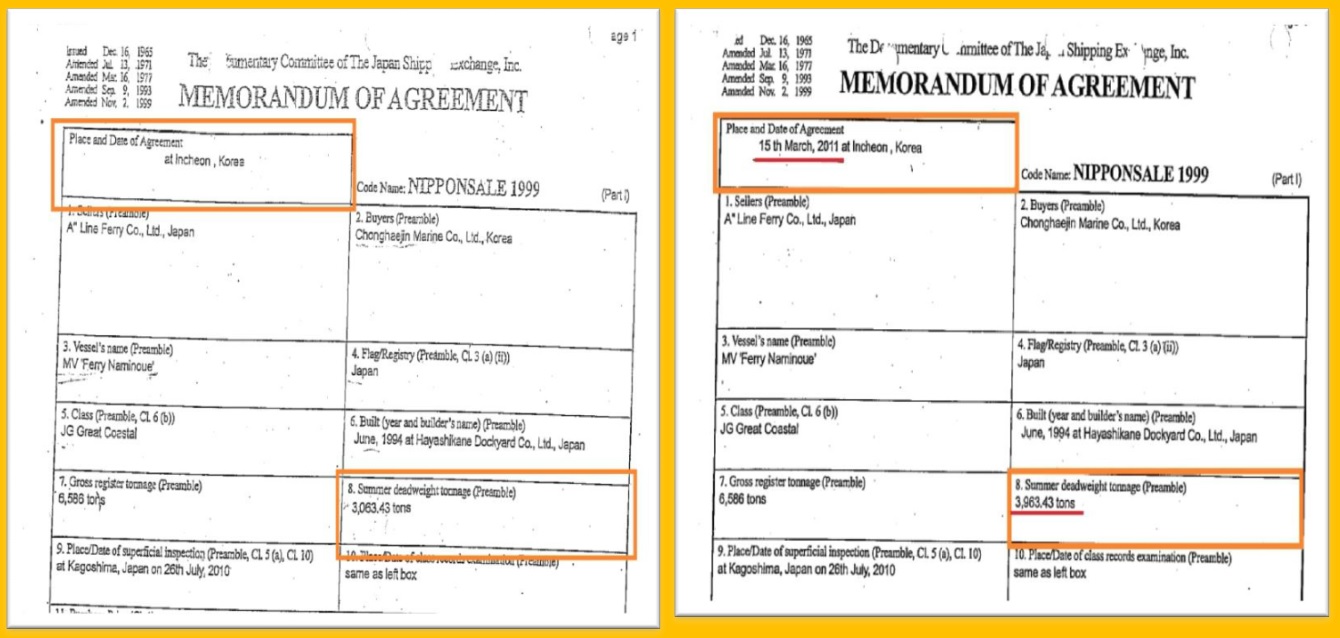 age 1
Issued Dec. 16, 1965
Amended Jul. 13, 1971
Amended Mar. 16, 1977
Amended Sep. 9, 1993
Amended Nov. 2, 1999
The umentary Committee of The Japan Shipp xchange, Inc.
MEMORANDUM OF AGREEMENT
Place and Date of Agreement
at Incheon , Korea
Code Name: NIPPONSALE 1999
(Part I)
1. Sellers (Preamble)
A" Line Ferry Co., Ltd., Japan
2. Buyers (Preamble)
Chonghaejin Marine Co., Ltd., Korea
3. Vessel's name (Preamble)
MV 'Ferry Naminoue'
4. Flag/Registry (Preamble, Cl. 3 (a) (ii))
Japan
5. Class (Preamble, Cl. 6 (b))
JG Great Coastal
6. Built (year and builder's name) (Preamble)
June, 1994 at Hayashikane Dockyard Co., Ltd., Japan
7. Gross register tonnage (Preamble)
6,586 tons
8. Summer deadweight tonnage (Preamble)
3,063.43 tons
9. Place/Date of superficial inspection (Preamble, Cl. 5 (a), Cl. 10)
at Kagoshima, Japan on 26th July, 2010
10. Place/Date of class records examination (Preamble)
same as left box
ed Dec. 16, 1965
Amended Jul. 13, 1971
Amended Mar. 16, 1977
Amended Sep. 9, 1993
Amended Nov. 2, 1999
The D umentary C mmittee of The Ja Shipping Ex nge, Inc.
MEMORANDUM OF AGREEMENT
Place and Date of Agreement
15 th March, 2011 at Incheon , Korea
Code Name: NIPPONSALE 1999
(Part I)
1. Sellers (Preamble)
A" Line Ferry Co., Ltd., Japan
2. Buyers (Preamble)
Chonghaejin Marine Co., Ltd., Korea
3. Vessel's name (Preamble)
MV 'Ferry Naminoue'
4. Flag/Registry (Preamble, Cl. 3 (a) (ii))
Japan
5. Class (Preamble, Cl. 6 (b))
JG Great Coastal
6. Built (year and builder's name) (Preamble)
June, 1994 at Hayashikane Dockyard Co., Ltd., Japan
7. Gross register tonnage (Preamble)
6,586 tons
8. Summer deadweight tonnage (Preamble)
3,963.43 tons
9. Place/Date of superficial inspection (Preamble, Cl. 5 (a), Cl. 10)
at Kagoshima, Japan on 26th July, 2010
10. Place/Date of class records examination (Preamble)
same as left box